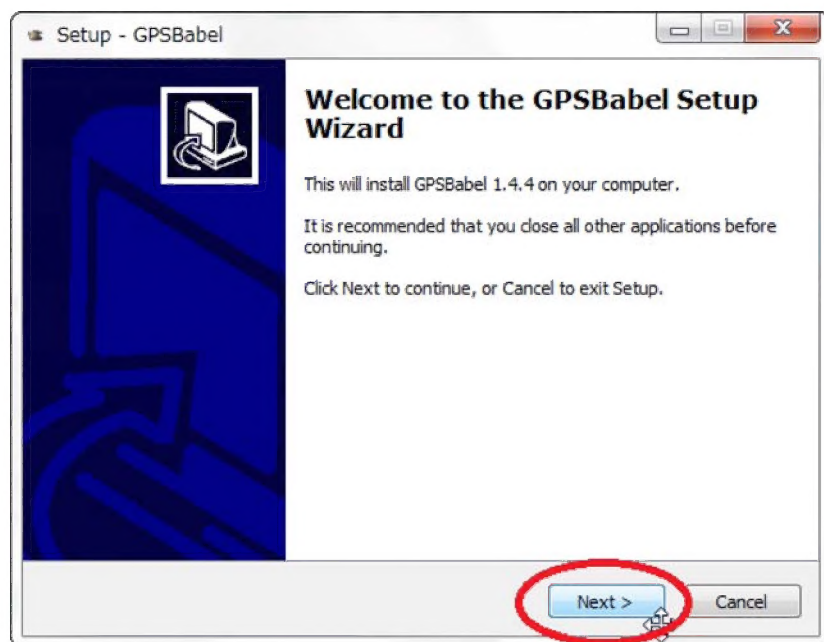 Setup - GPSBabel
Welcome to the GPSBabel Setup
Wizard
This will install GPSBabel 1.4.4 on your computer.
It is recommended that you close all other applications before
continuing.
Click Next to continue, or Cancel to exit Setup.
Next >
Cancel